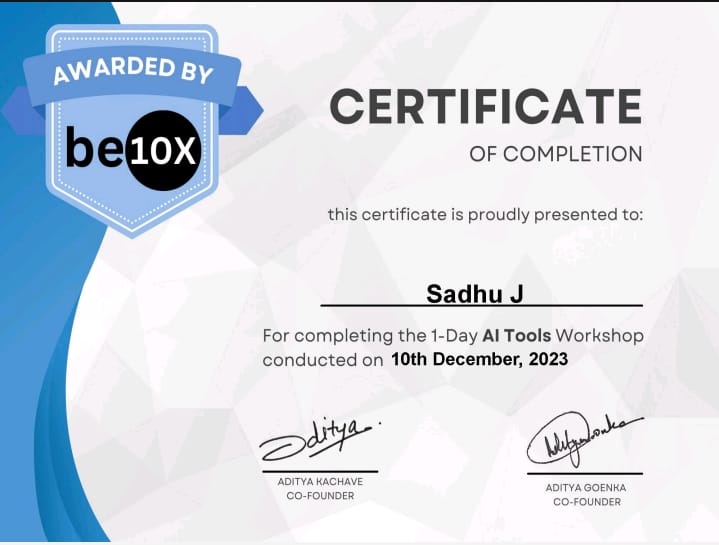 AWARDED BY
be10X
CERTIFICATE
OF COMPLETION
this certificate is proudly presented to:
Sadhu J
For completing the 1-Day AI Tools Workshop
conducted on 10th December, 2023
Aditya
ADITYA KACHAVE
CO-FOUNDER
AdityaGoenka
ADITYA GOENKA
CO-FOUNDER